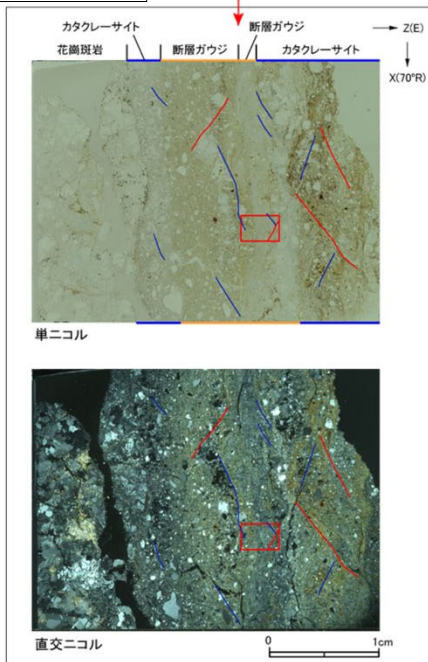 カタクレーサイト 断層ガウジ
花崗斑岩 断層ガウジ カタクレーサイト
Z(E)
X(70°R)
単ニコル
直交ニコル
0 1cm